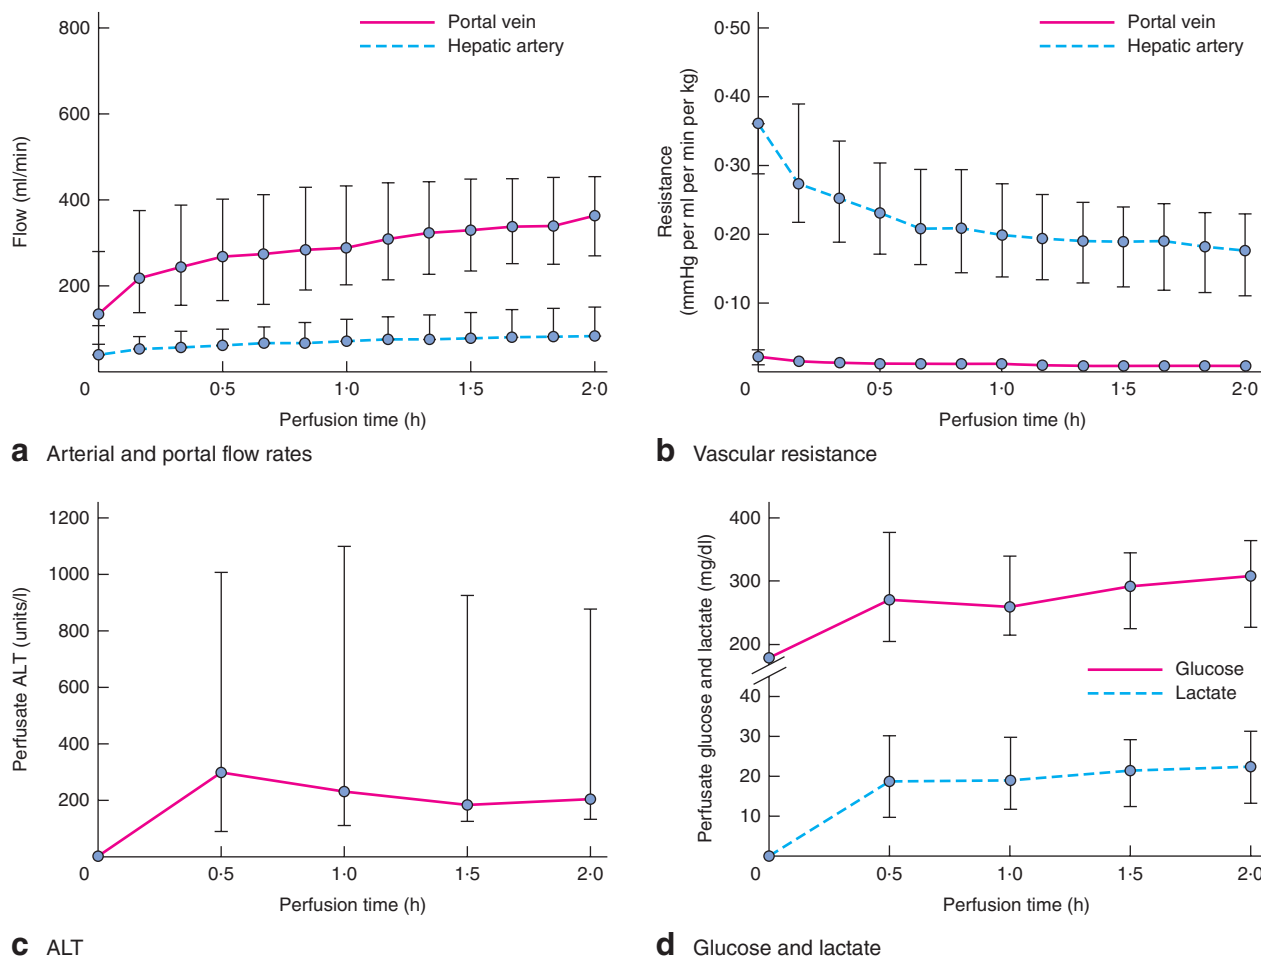 Portal vein
Hepatic artery
800
600
400
200
0
0·5
1·0
1·5
2·0
Flow (ml/min)
Perfusion time (h)
a Arterial and portal flow rates
Portal vein
Hepatic artery
0·50
0·40
0·30
0·20
0·10
0
0·5
1·0
1·5
2·0
Resistance
(mmHg per ml per min per kg)
Perfusion time (h)
b Vascular resistance
1200
1000
800
600
400
200
0
0·5
1·0
1·5
2·0
Perfusate ALT (units/l)
Perfusion time (h)
c ALT
400
300
200
40
30
20
10
0
0·5
1·0
1·5
2·0
Glucose
Lactate
Perfusate glucose and lactate (mg/dl)
Perfusion time (h)
d Glucose and lactate